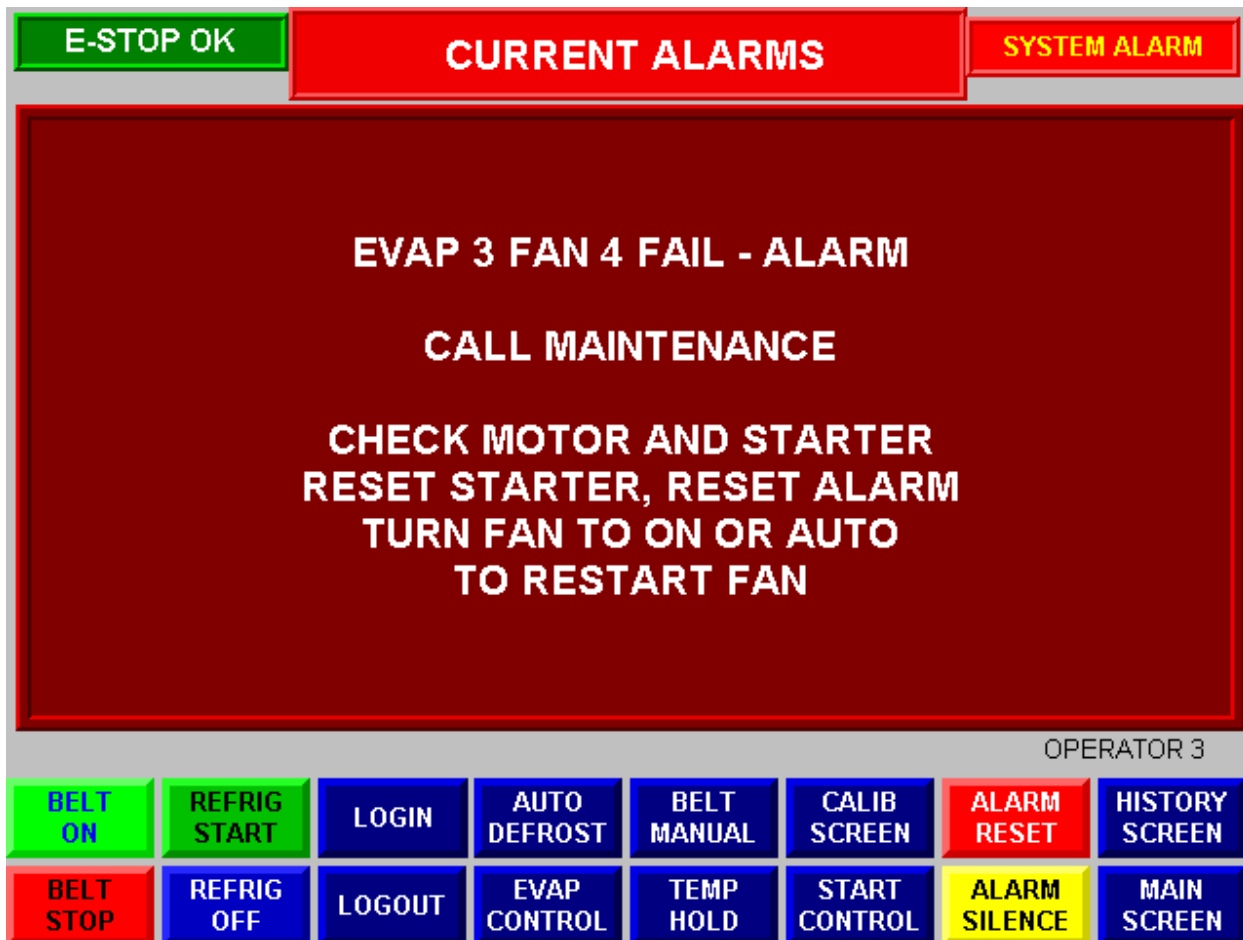 E-STOP OK
CURRENT ALARMS
SYSTEM ALARM
EVAP 3 FAN 4 FAIL - ALARM
CALL MAINTENANCE
CHECK MOTOR AND STARTER
RESET STARTER, RESET ALARM
TURN FAN TO ON OR AUTO
TO RESTART FAN
OPERATOR 3
BELT
ON
REFRIG
START
LOGIN
AUTO
DEFROST
BELT
MANUAL
CALIB
SCREEN
ALARM
RESET
HISTORY
SCREEN
BELT
STOP
REFRIG
OFF
LOGOUT
EVAP
CONTROL
TEMP
HOLD
START
CONTROL
ALARM
SILENCE
MAIN
SCREEN